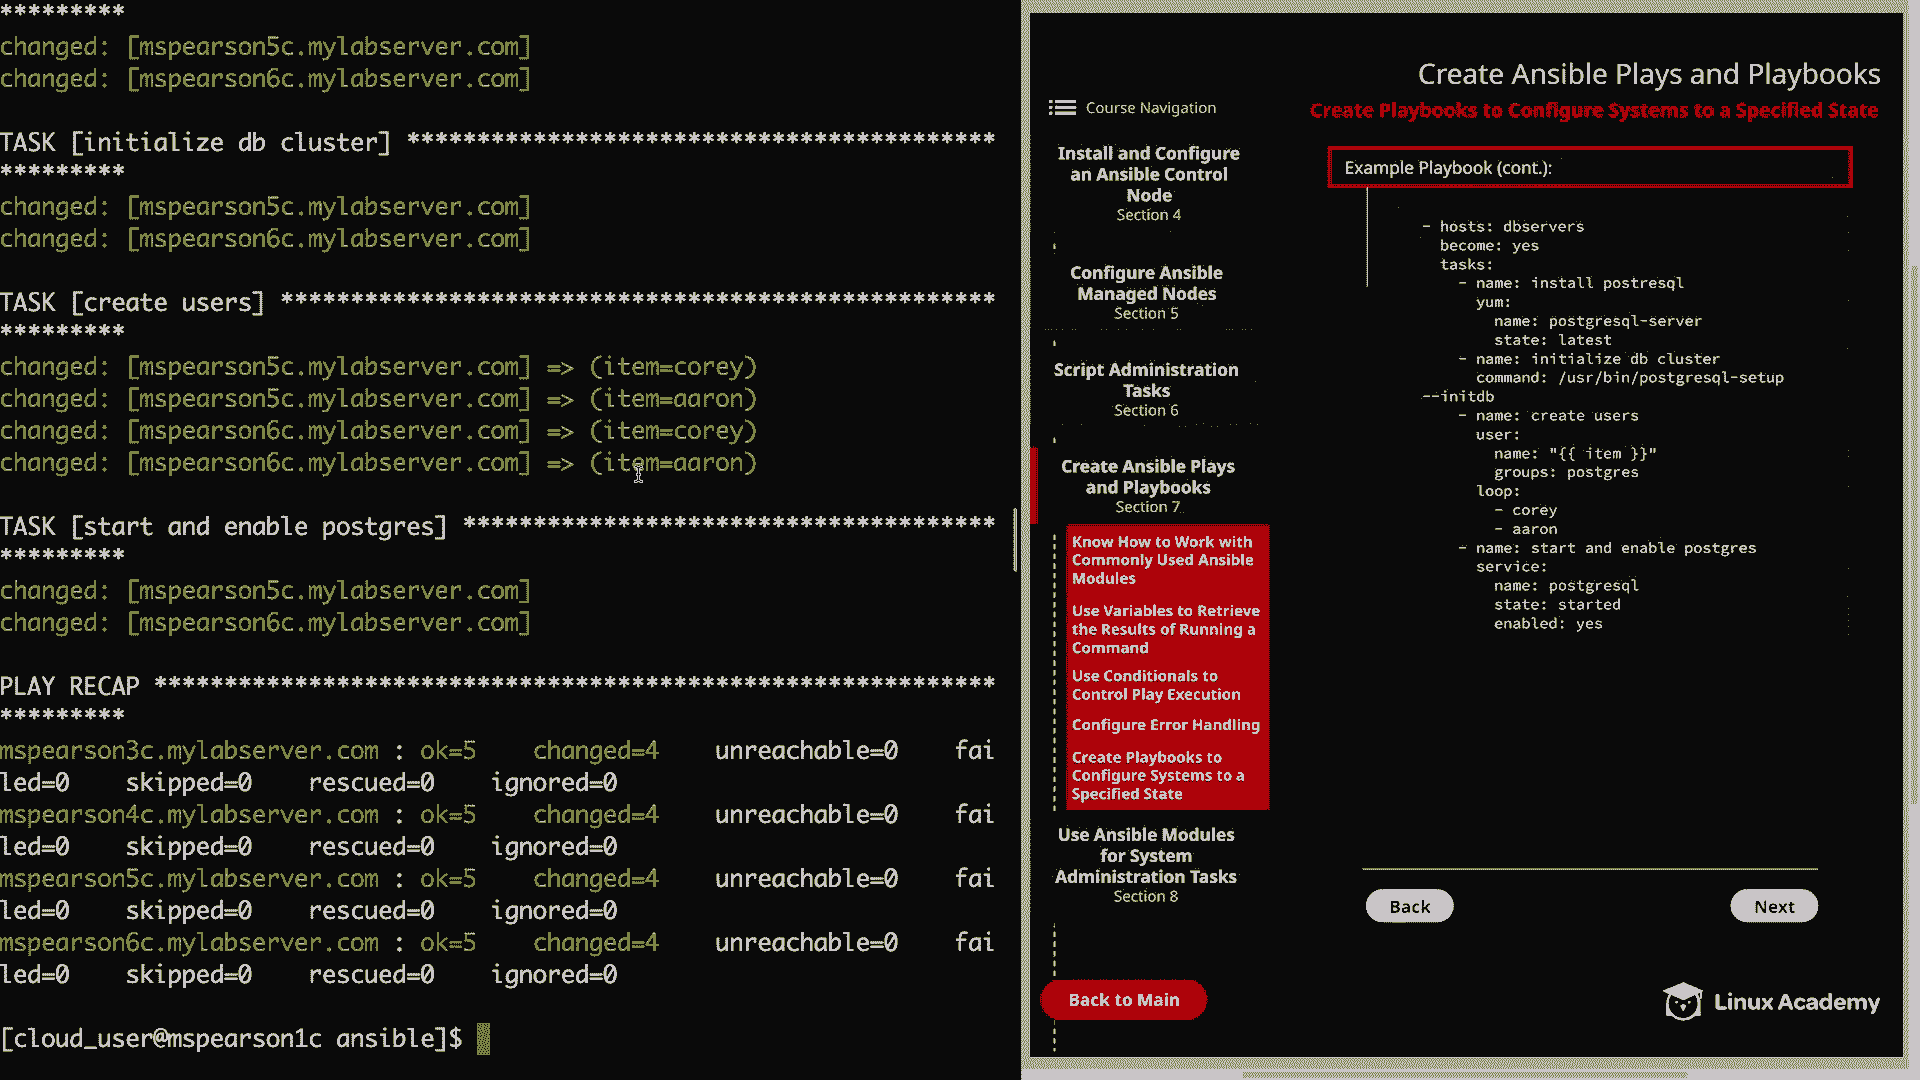 *********
changed: [mspearson5c.mylabserver.com]
changed: [mspearson6c.mylabserver.com]
TASK [initialize db cluster] ******************************************
*********
changed: [mspearson5c.mylabserver.com]
changed: [mspearson6c.mylabserver.com]
TASK [create users] ***************************************************
*********
changed: [mspearson5c.mylabserver.com] => (item=corey)
changed: [mspearson5c.mylabserver.com] => (item=aaron)
changed: [mspearson6c.mylabserver.com] => (item=corey)
changed: [mspearson6c.mylabserver.com] => (item=aaron)
TASK [start and enable postgres] **************************************
*********
changed: [mspearson5c.mylabserver.com]
changed: [mspearson6c.mylabserver.com]
PLAY RECAP ************************************************************
*********
mspearson3c.mylabserver.com : ok=5    changed=4    unreachable=0    fai
led=0    skipped=0    rescued=0    ignored=0
mspearson4c.mylabserver.com : ok=5    changed=4    unreachable=0    fai
led=0    skipped=0    rescued=0    ignored=0
mspearson5c.mylabserver.com : ok=5    changed=4    unreachable=0    fai
led=0    skipped=0    rescued=0    ignored=0
mspearson6c.mylabserver.com : ok=5    changed=4    unreachable=0    fai
led=0    skipped=0    rescued=0    ignored=0
[cloud_user@mspearson1c ansible]$
Create Ansible Plays and Playbooks
Create Playbooks to Configure Systems to a Specified State
Course Navigation
Install and Configure
an Ansible Control
Node
Section 4
Configure Ansible
Managed Nodes
Section 5
Script Administration
Tasks
Section 6
Create Ansible Plays
and Playbooks
Section 7
Know How to Work with
Commonly Used Ansible
Modules
Use Variables to Retrieve
the Results of Running a
Command
Use Conditionals to
Control Play Execution
Configure Error Handling
Create Playbooks to
Configure Systems to a
Specified State
Use Ansible Modules
for System
Administration Tasks
Section 8
Back to Main
Example Playbook (cont.):
- hosts: dbservers
  become: yes
  tasks:
    - name: install postresql
      yum:
        name: postgresql-server
        state: latest
    - name: initialize db cluster
      command: /usr/bin/postgresql-setup
--initdb
    - name: create users
      user:
        name: "{{ item }}"
        groups: postgres
      loop:
        - corey
        - aaron
    - name: start and enable postgres
      service:
        name: postgresql
        state: started
        enabled: yes
Back
Next
Linux Academy